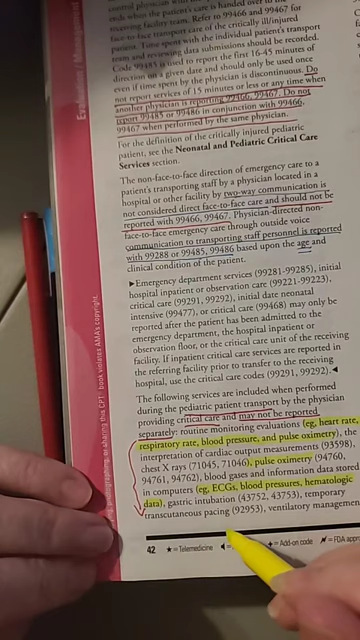 control physician
ends when the patient's care is handed over to the
receiving facility team. Refer to 99466 and 99467 for
face-to-face transport care of the critically ill/injured
patient. Time spent with the individual patient's transport
team and reviewing data submissions should be recorded.
Code 99485 is used to report the first 16-45 minutes of
direction on a given date and should only be used once
even if time spent by the physician is discontinuous. Do
not report services of 15 minutes or less or any time when
another physician is reporting 99466, 99467. Do not
report 99485 or 99486 in conjunction with 99466,
99467 when performed by the same physician.
For the definition of the critically injured pediatric
patient, see the Neonatal and Pediatric Critical Care
Services section.
The non-face-to-face direction of emergency care to a
patient's transporting staff by a physician located in a
hospital or other facility by two-way communication is
not considered direct face-to-face care and should not be
reported with 99466, 99467. Physician-directed non-
face-to-face emergency care through outside voice
communication to transporting staff personnel is reported
with 99288 or 99485, 99486 based upon the age and
clinical condition of the patient.
►Emergency department services (99281-99285), initial
hospital inpatient or observation care (99221-99223),
initial critical care (99291, 99292), initial date neonatal
intensive (99477), or critical care (99468) may only be
reported after the patient has been admitted to the
emergency department, the hospital inpatient or
observation floor, or the critical care unit of the receiving
facility. If inpatient critical care services are reported in
the referring facility prior to transfer to the receiving
hospital, use the critical care codes (99291, 99292).◄
The following services are included when performed
during the pediatric patient transport by the physician
providing critical care and may not be reported
separately: routine monitoring evaluations (eg, heart rate,
respiratory rate, blood pressure, and pulse oximetry), the
interpretation of cardiac output measurements (93598),
chest X rays (71045, 71046), pulse oximetry (94760,
94761, 94762), blood gases and information data stored
in computers (eg, ECGs, blood pressures, hematologic
data), gastric intubation (43752, 43753), temporary
transcutaneous pacing (92953), ventilatory management
42 ★=Telemedicine ◄= ✚=Add-on code =FDA appro
Evaluation / Management
photographing, or sharing this CPT® book violates AMA's copyright.